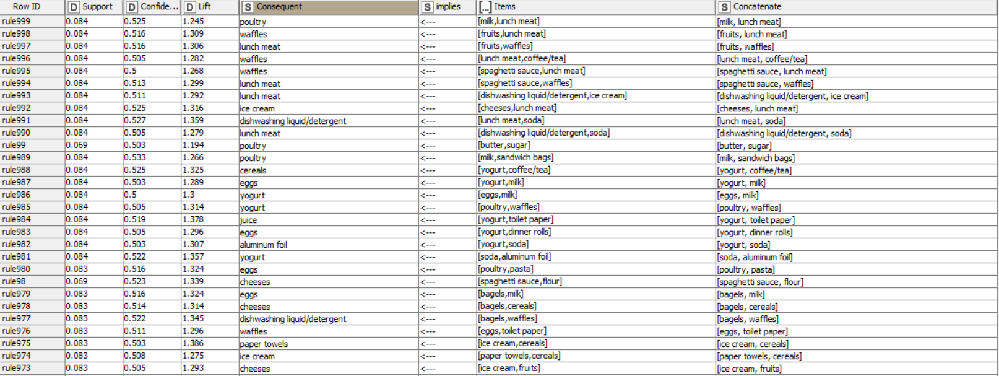 Row ID D Support D Confide... D Lift S Consequent S implies [...] Items S Concatenate
rule999 0.084 0.525 1.245 poultry <--- [milk,lunch meat] [milk, lunch meat]
rule998 0.084 0.516 1.309 waffles <--- [fruits,lunch meat] [fruits, lunch meat]
rule997 0.084 0.516 1.306 lunch meat <--- [fruits,waffles] [fruits, waffles]
rule996 0.084 0.505 1.282 waffles <--- [lunch meat,coffee/tea] [lunch meat, coffee/tea]
rule995 0.084 0.5 1.268 waffles <--- [spaghetti sauce,lunch meat] [spaghetti sauce, lunch meat]
rule994 0.084 0.513 1.299 lunch meat <--- [spaghetti sauce,waffles] [spaghetti sauce, waffles]
rule993 0.084 0.511 1.292 lunch meat <--- [dishwashing liquid/detergent,ice cream] [dishwashing liquid/detergent, ice cream]
rule992 0.084 0.525 1.316 ice cream <--- [cheeses,lunch meat] [cheeses, lunch meat]
rule991 0.084 0.527 1.359 dishwashing liquid/detergent <--- [lunch meat,soda] [lunch meat, soda]
rule990 0.084 0.505 1.279 lunch meat <--- [dishwashing liquid/detergent,soda] [dishwashing liquid/detergent, soda]
rule99 0.069 0.503 1.194 poultry <--- [butter,sugar] [butter, sugar]
rule989 0.084 0.533 1.266 poultry <--- [milk,sandwich bags] [milk, sandwich bags]
rule988 0.084 0.525 1.325 cereals <--- [yogurt,coffee/tea] [yogurt, coffee/tea]
rule987 0.084 0.503 1.289 eggs <--- [yogurt,milk] [yogurt, milk]
rule986 0.084 0.5 1.3 yogurt <--- [eggs,milk] [eggs, milk]
rule985 0.084 0.505 1.314 yogurt <--- [poultry,waffles] [poultry, waffles]
rule984 0.084 0.519 1.378 juice <--- [yogurt,toilet paper] [yogurt, toilet paper]
rule983 0.084 0.505 1.296 eggs <--- [yogurt,dinner rolls] [yogurt, dinner rolls]
rule982 0.084 0.503 1.307 aluminum foil <--- [yogurt,soda] [yogurt, soda]
rule981 0.084 0.522 1.357 yogurt <--- [soda,aluminum foil] [soda, aluminum foil]
rule980 0.083 0.516 1.324 eggs <--- [poultry,pasta] [poultry, pasta]
rule98 0.069 0.523 1.339 cheeses <--- [spaghetti sauce,flour] [spaghetti sauce, flour]
rule979 0.083 0.516 1.324 eggs <--- [bagels,milk] [bagels, milk]
rule978 0.083 0.514 1.314 cheeses <--- [bagels,cereals] [bagels, cereals]
rule977 0.083 0.522 1.345 dishwashing liquid/detergent <--- [bagels,waffles] [bagels, waffles]
rule976 0.083 0.511 1.296 waffles <--- [eggs,toilet paper] [eggs, toilet paper]
rule975 0.083 0.503 1.386 paper towels <--- [ice cream,cereals] [ice cream, cereals]
rule974 0.083 0.508 1.275 ice cream <--- [paper towels,cereals] [paper towels, cereals]
rule973 0.083 0.505 1.293 cheeses <--- [ice cream,fruits] [ice cream, fruits]